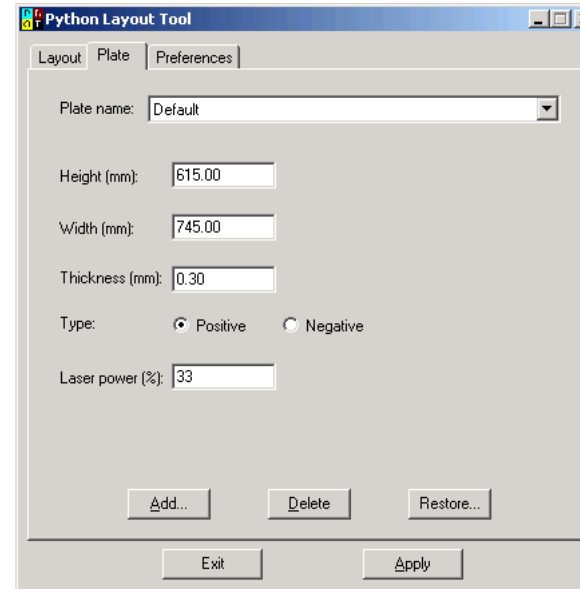 Python Layout Tool
Layout Plate Preferences
Plate name: Default
Height (mm): 615.00
Width (mm): 745.00
Thickness (mm): 0.30
Type: Positive Negative
Laser power (%): 33
Add... Delete Restore...
Exit Apply